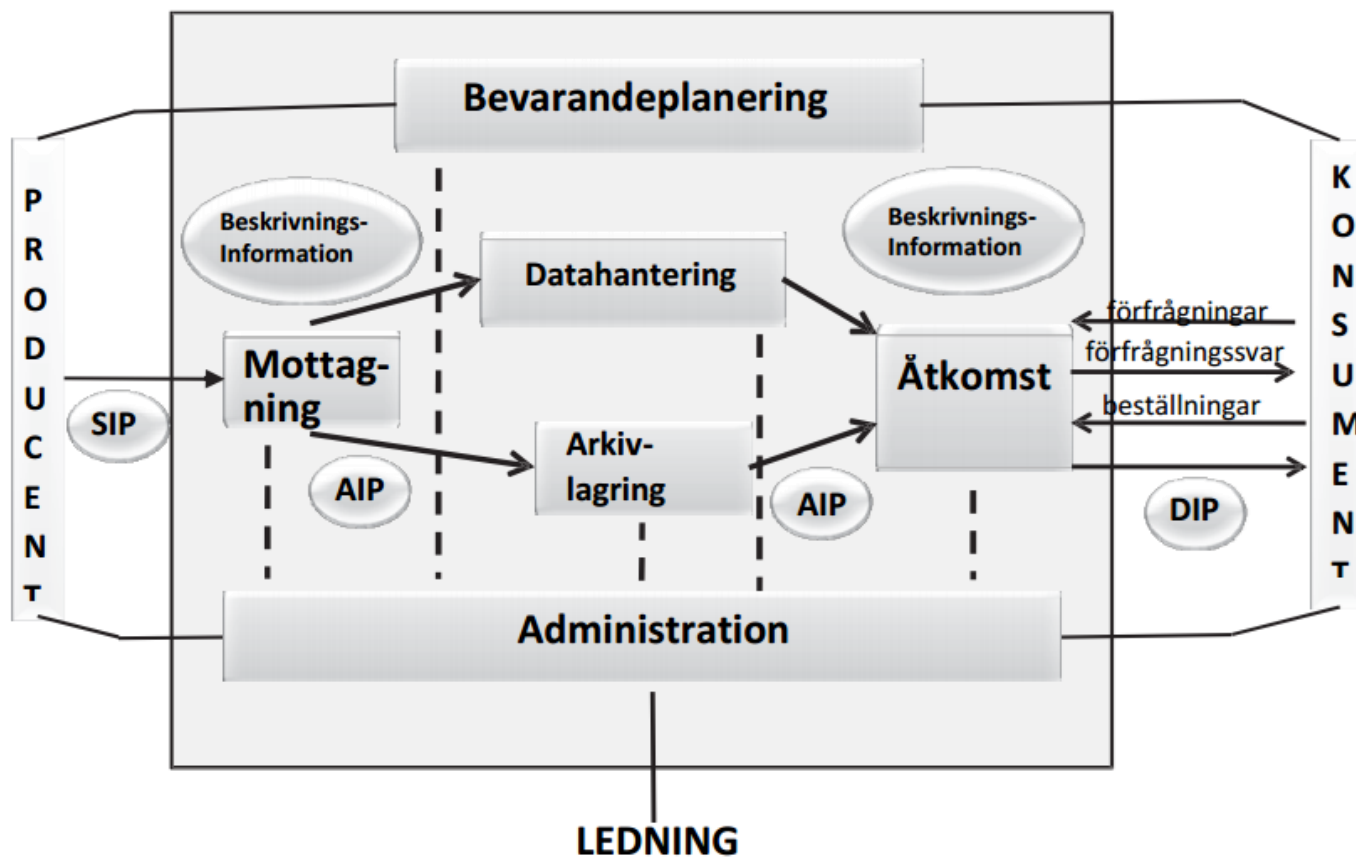 Bevarandeplanering
P
R
O
D
U
C
E
N
T
K
O
N
S
U
M
E
N
T
Beskrivnings-
Information
Beskrivnings-
Information
Datahantering
förfrågningar
Mottag-
ning
Åtkomst
förfrågningssvar
SIP
beställningar
Arkiv-
lagring
AIP
AIP
DIP
Administration
LEDNING